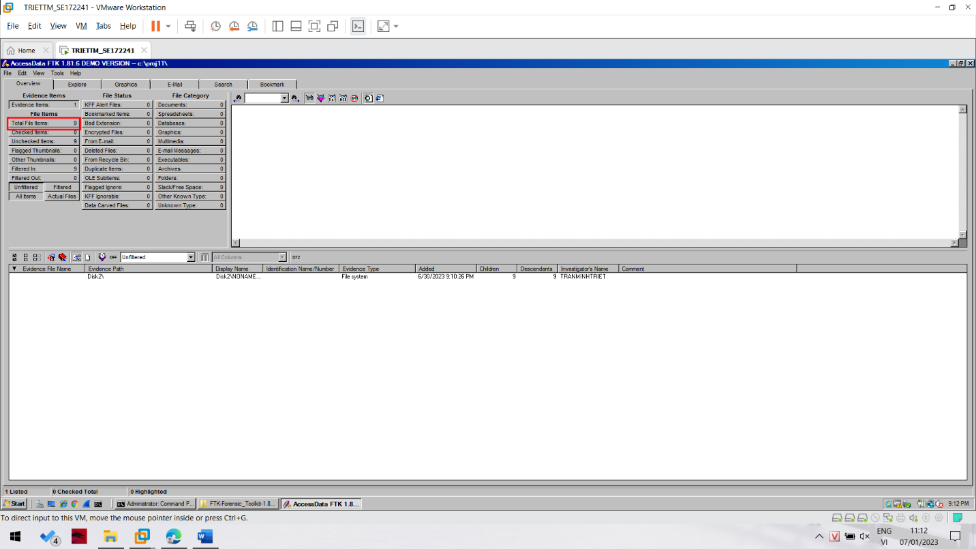 TRIETTM_SE172241 - VMware Workstation
File Edit View VM Tabs Help
Home TRIETTM_SE172241
AccessData FTK 1.81.6 DEMO VERSION -- c:\proj11\
File Edit View Tools Help
Overview Explore Graphics E-Mail Search Bookmark
Evidence Items File Status File Category
Evidence Items: 1 KFF Alert Files: 0 Documents: 0
File Items Bookmarked Items: 0 Spreadsheets: 0
Total File Items: 9 Bad Extension: 0 Databases: 0
Checked Items: 0 Encrypted Files: 0 Graphics: 0
Unchecked Items: 9 From E-mail: 0 Multimedia: 0
Flagged Thumbnails: 0 Deleted Files: 0 E-mail Messages: 0
Other Thumbnails: 0 From Recycle Bin: 0 Executables: 0
Filtered In: 9 Duplicate Items: 0 Archives: 0
Filtered Out: 0 OLE Subitems: 0 Folders: 0
Unfiltered Filtered Flagged Ignore: 0 Slack/Free Space: 9
All Items Actual Files KFF Ignorable: 0 Other Known Type: 0
Data Carved Files: 0 Unknown Type: 0
OFF Unfiltered All Columns
Evidence File Name Evidence Path Display Name Identification Name/Number Evidence Type Added Children Descendants Investigator's Name Comment
Disk2\ Disk2\NONAME... File system 6/30/2023 9:10:26 PM 9 9 TRANMINHTRIET
1 Listed 0 Checked Total 0 Highlighted
Start Administrator: Command P... FTK-Forensic_Toolkit-1.8... AccessData FTK 1.8... 9:12 PM
To direct input to this VM, move the mouse pointer inside or press Ctrl+G.
4 V ENG 11:12
VI 07/01/2023